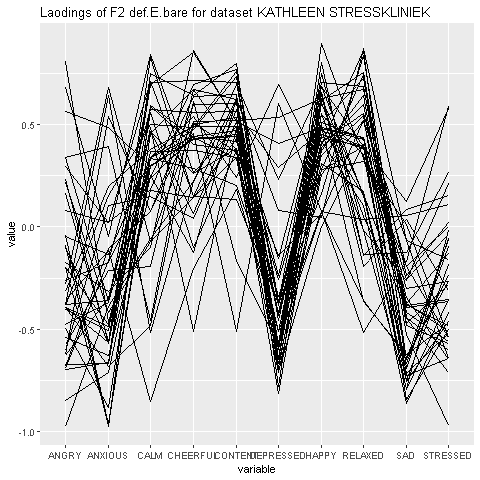 Laodings of F2 def.E.bare for dataset KATHLEEN STRESSKLINIEK
value
0.5
0.0
-0.5
-1.0
ANGRY ANXIOUS CALM CHEERFUL CONTENT DEPRESSED HAPPY RELAXED SAD STRESSED
variable